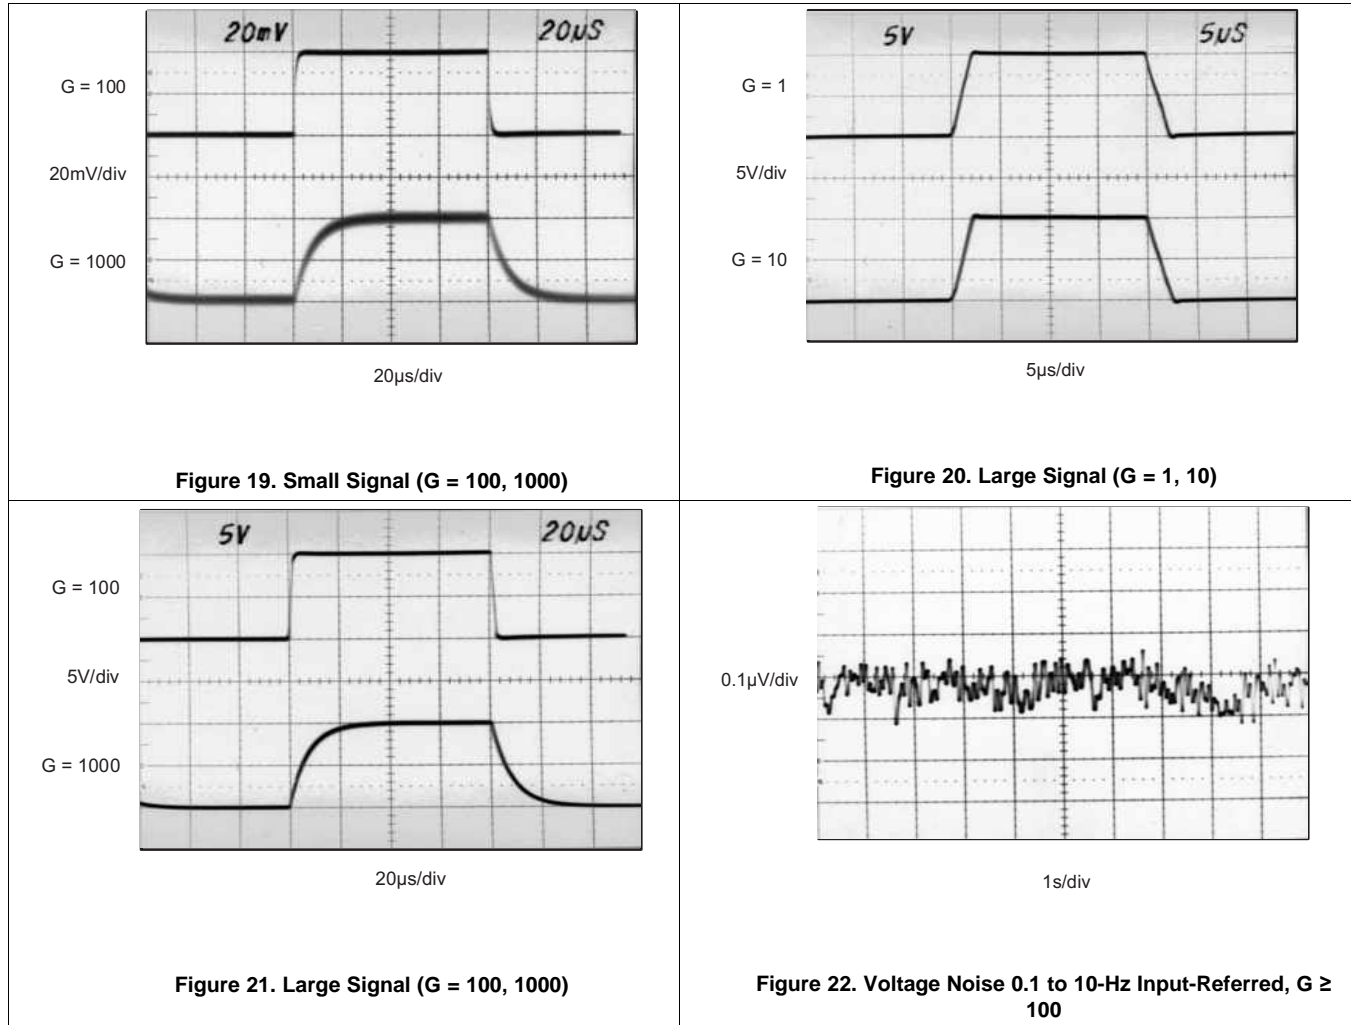 20mV 20µS
G = 100
20mV/div
G = 1000
20µs/div
Figure 19. Small Signal (G = 100, 1000)
5V 5µS
G = 1
5V/div
G = 10
5µs/div
Figure 20. Large Signal (G = 1, 10)
5V 20µS
G = 100
5V/div
G = 1000
20µs/div
Figure 21. Large Signal (G = 100, 1000)
0.1µV/div
1s/div
Figure 22. Voltage Noise 0.1 to 10-Hz Input-Referred, G ≥
100